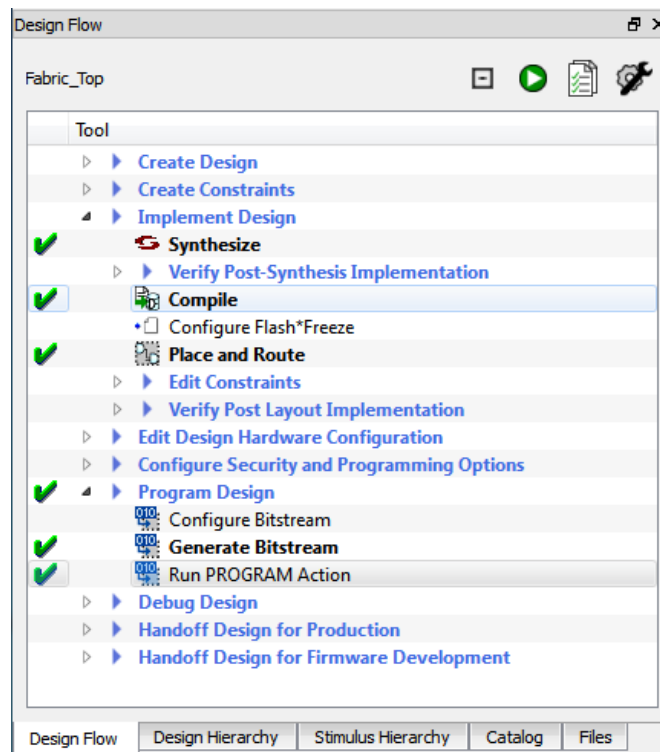 Design Flow
Fabric_Top
Tool
Create Design
Create Constraints
Implement Design
Synthesize
Verify Post-Synthesis Implementation
Compile
Configure Flash*Freeze
Place and Route
Edit Constraints
Verify Post Layout Implementation
Edit Design Hardware Configuration
Configure Security and Programming Options
Program Design
Configure Bitstream
Generate Bitstream
Run PROGRAM Action
Debug Design
Handoff Design for Production
Handoff Design for Firmware Development
Design Flow Design Hierarchy Stimulus Hierarchy Catalog Files